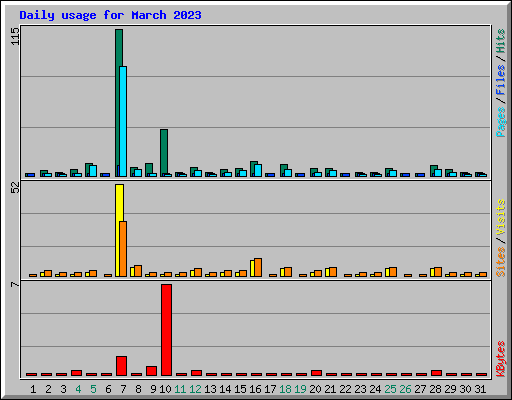 Daily usage for March 2023
115
52
7
Pages / Files / Hits
Sites / Visits
KBytes
1 2 3 4 5 6 7 8 9 10 11 12 13 14 15 16 17 18 19 20 21 22 23 24 25 26 27 28 29 30 31